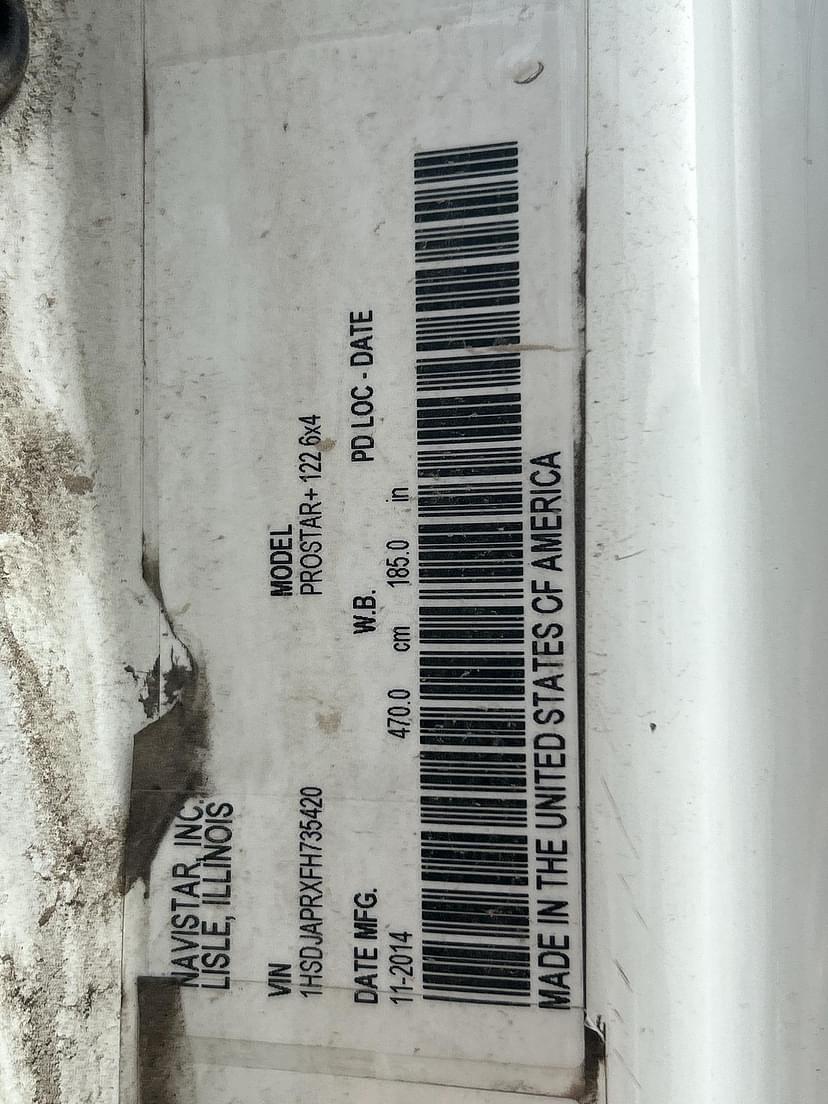 NAVISTAR, INC.
LISLE, ILLINOIS
VIN MODEL
1HSDJAPRXFH735420 PROSTAR+ 122 6x4
DATE MFG. W.B. PD LOC - DATE
11-2014 470.0 cm 185.0 in
MADE IN THE UNITED STATES OF AMERICA